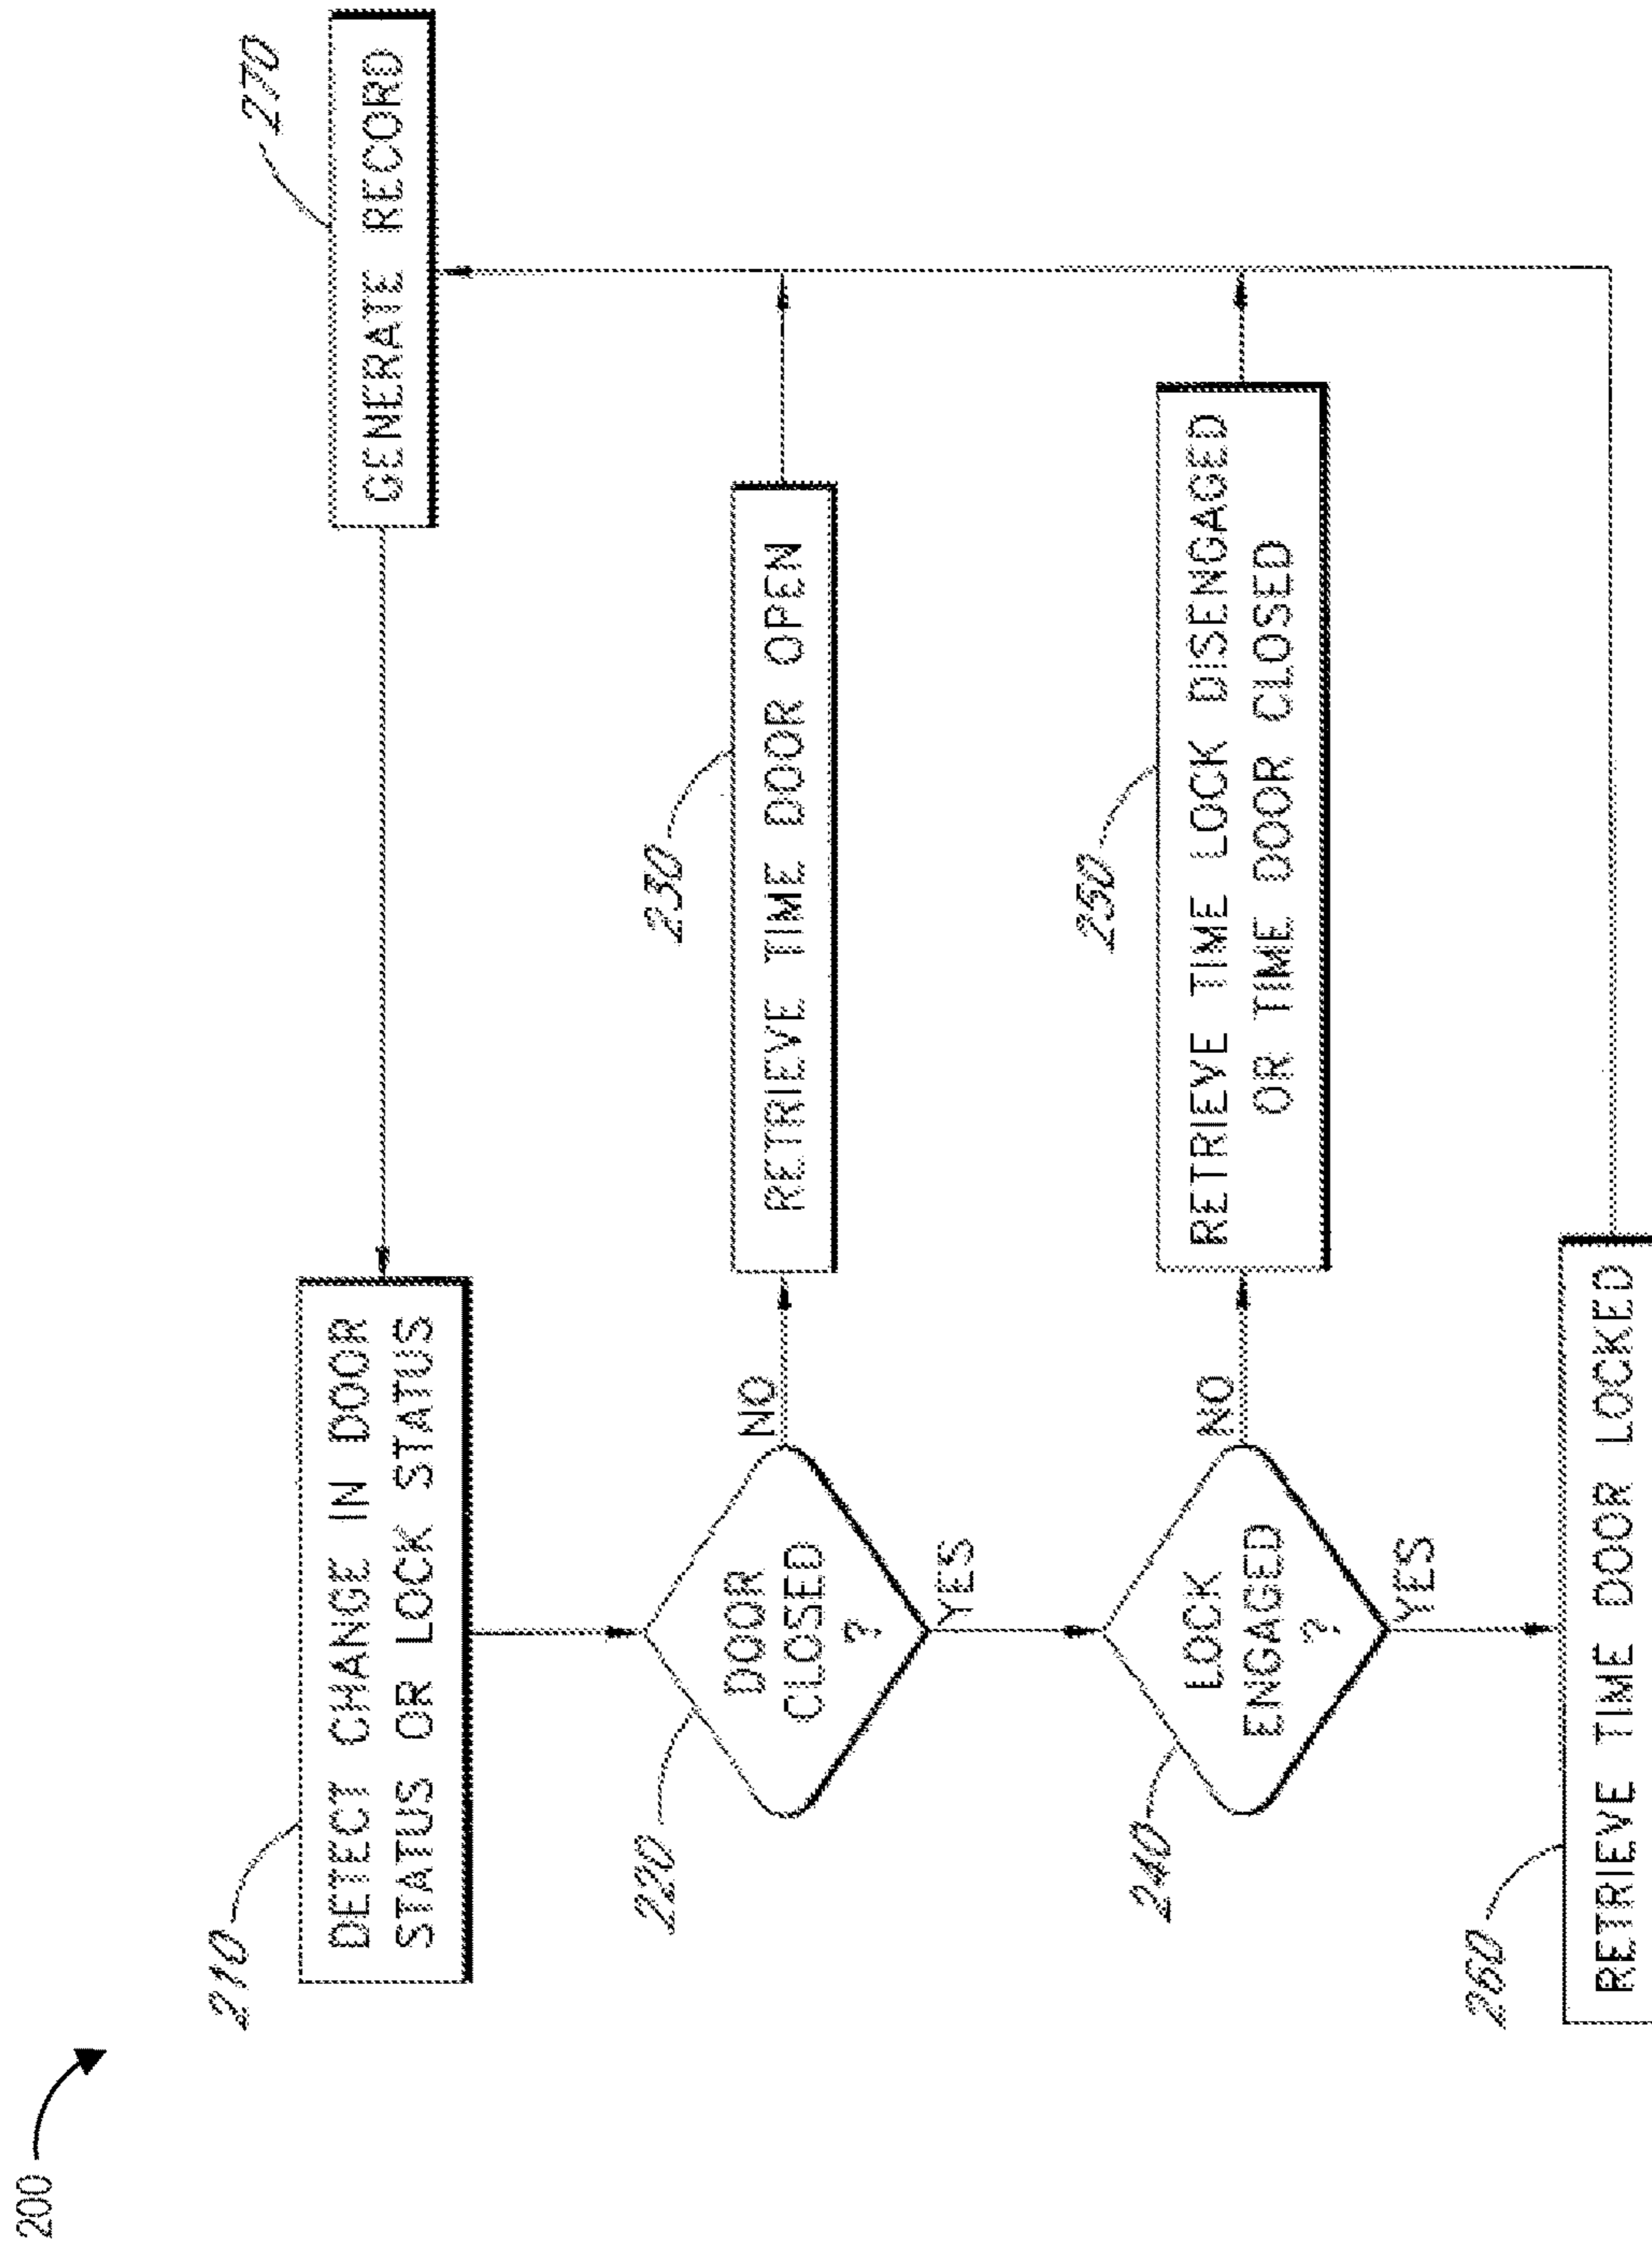 200
210
DETECT CHANGE IN DOOR
STATUS OR LOCK STATUS
270
GENERATE RECORD
220
DOOR
CLOSED
?
NO
230
RETRIEVE TIME DOOR OPEN
YES
240
LOCK
ENGAGED
?
NO
250
RETRIEVE TIME LOCK DISENGAGED
OR TIME DOOR CLOSED
YES
260
RETRIEVE TIME DOOR LOCKED